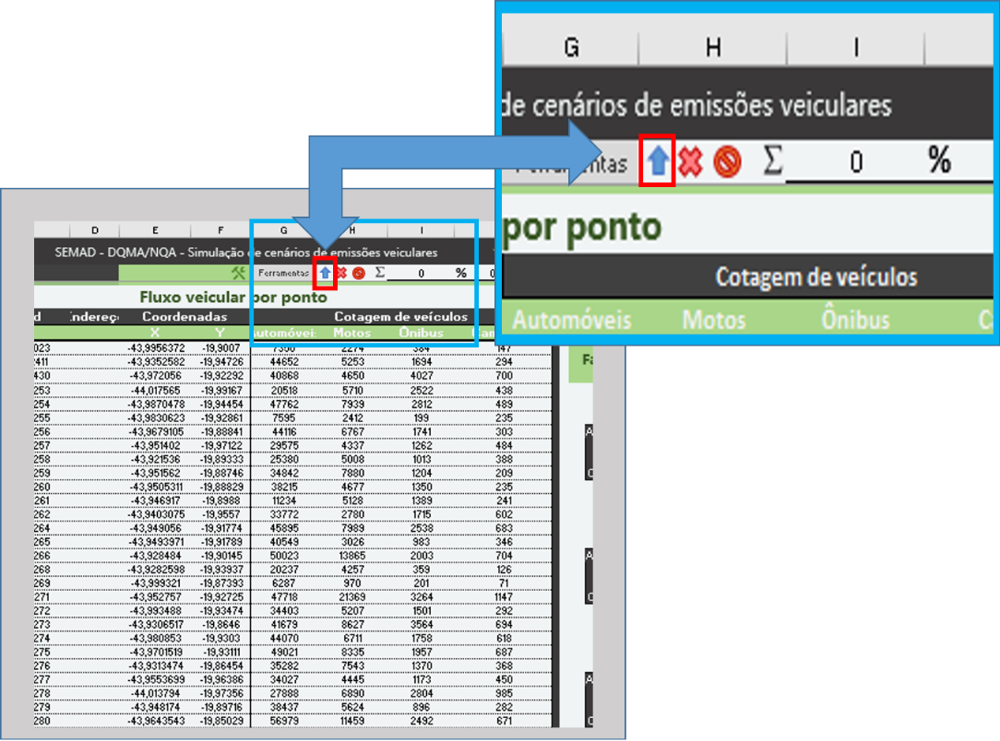 G H I
de cenários de emissões veiculares
Σ 0 %
por ponto
Cotagem de veículos
Automóveis Motos Ônibus
D E F G H I
SEMAD - DQMA/NQA - Simulação de cenários de emissões veiculares
Ferramentas Σ 0 %
Fluxo veicular por ponto
Coordenadas Cotagem de veículos
X Y Motos Ônibus
023 -43,9956372 -19,9007 7350 2274 384 147
411 -43,9352582 -19,94726 44652 5253 1694 294
430 -43,972056 -19,92292 40868 4650 4027 700
253 -44,017565 -19,99167 20518 5710 2522 438
254 -43,9870478 -19,94454 47762 7939 2812 489
255 -43,9830623 -19,92861 7595 2412 199 235
256 -43,9679105 -19,88841 44116 6767 1741 303
257 -43,951402 -19,97122 29575 4337 1262 484
258 -43,921536 -19,89333 25380 5008 1013 388
259 -43,951562 -19,88746 34842 7880 1204 209
260 -43,9505311 -19,88829 38215 4677 1350 235
261 -43,946917 -19,8988 11234 5128 1389 241
262 -43,9403075 -19,9557 33772 2780 1715 602
264 -43,949056 -19,91774 45895 7989 2538 683
265 -43,9493971 -19,91789 40549 3026 983 346
266 -43,928484 -19,90145 50023 13865 2003 704
268 -43,9282598 -19,93937 20237 4257 359 126
269 -43,999321 -19,87393 6287 970 201 71
271 -43,952757 -19,92725 47718 21369 3264 1147
272 -43,993488 -19,93474 34403 5207 1501 292
273 -43,9306517 -19,8646 41679 8627 3564 694
274 -43,980853 -19,9303 44070 6711 1758 618
275 -43,9701519 -19,93111 49021 8335 1957 687
276 -43,9313474 -19,86454 35282 7543 1370 368
277 -43,9553699 -19,96386 34027 4445 1173 450
278 -44,013794 -19,97356 27888 6890 2804 985
279 -43,948174 -19,89716 38437 5624 896 282
280 -43,9643543 -19,85029 56979 11459 2492 671